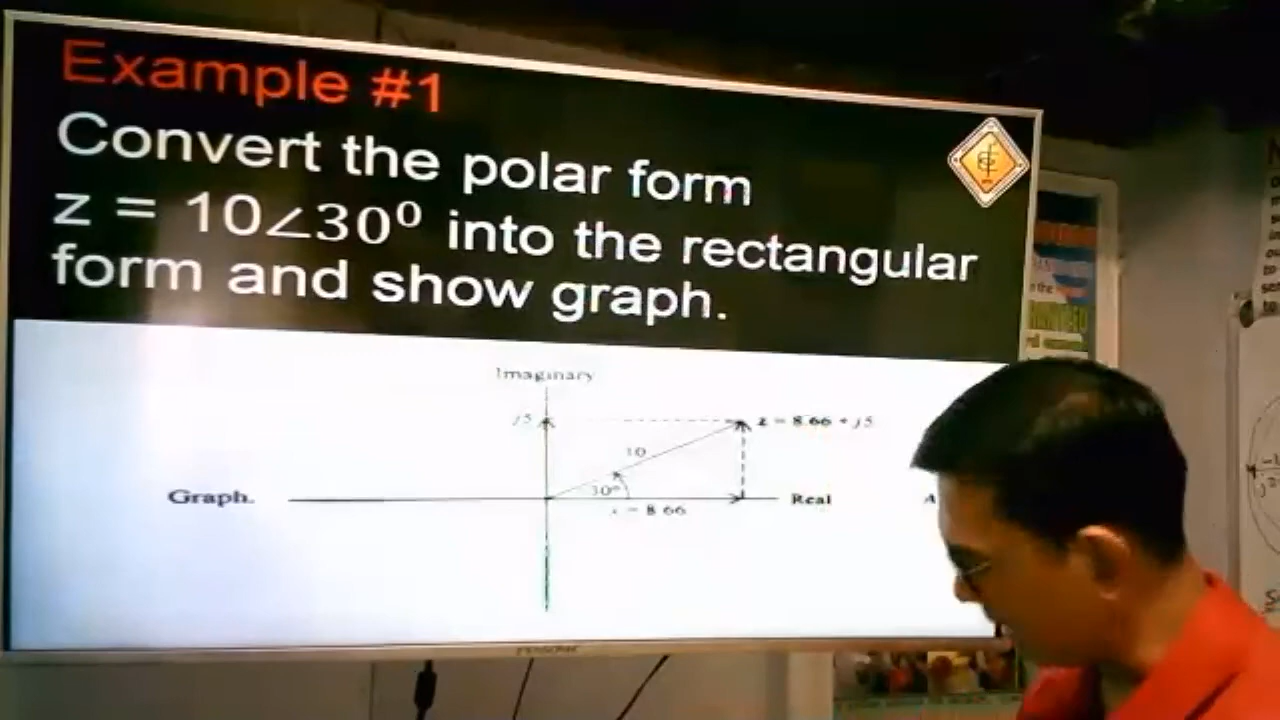 Example #1
Convert the polar form
z = 10∠30⁰ into the rectangular
form and show graph.
Imaginary
j5
z = 8.66 + j5
10
30°
Graph.
Real
A
x = 8.66